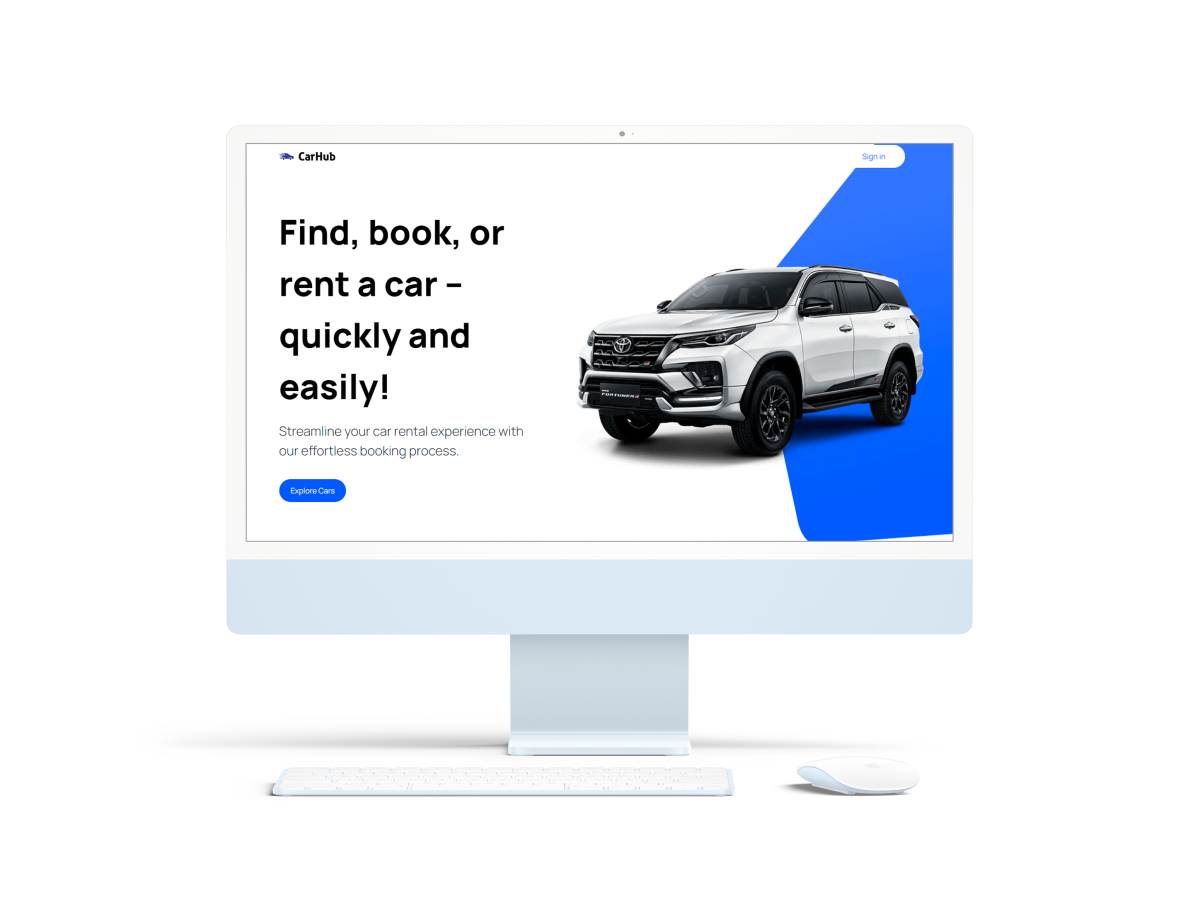 CarHub
Sign in
Find, book, or
rent a car –
quickly and
easily!
Streamline your car rental experience with
our effortless booking process.
Explore Cars
FORTUNER